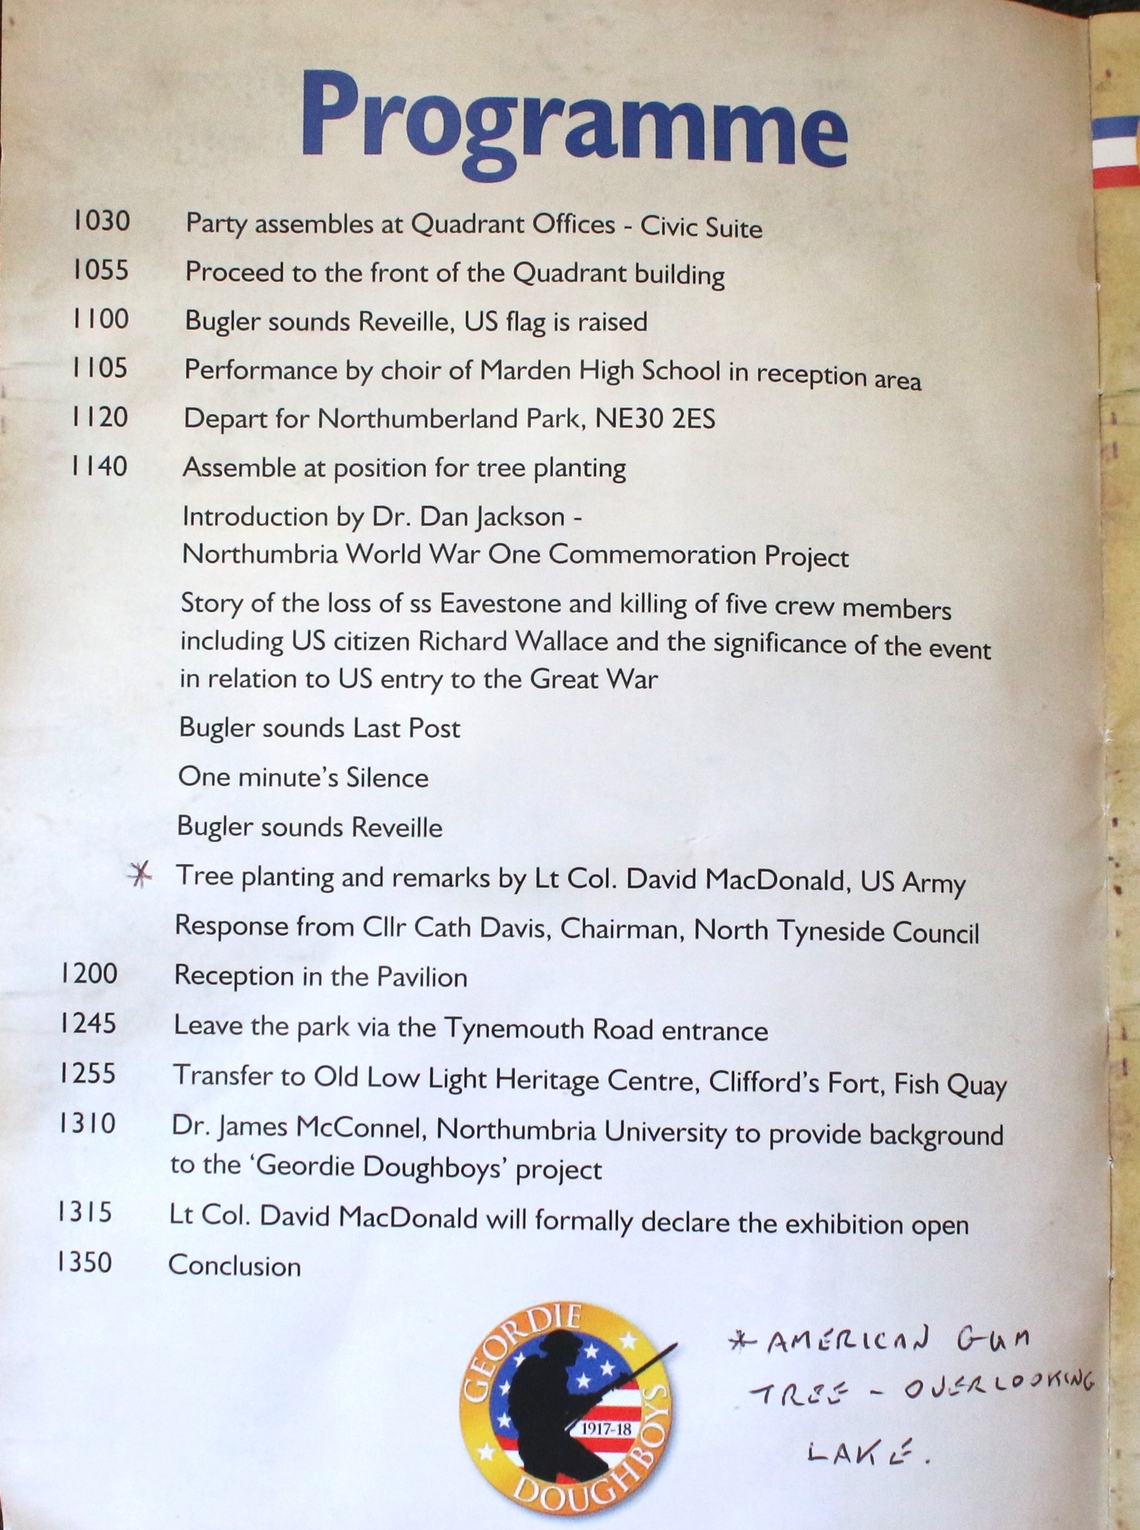 Programme
1030 Party assembles at Quadrant Offices - Civic Suite
1055 Proceed to the front of the Quadrant building
1100 Bugler sounds Reveille, US flag is raised
1105 Performance by choir of Marden High School in reception area
1120 Depart for Northumberland Park, NE30 2ES
1140 Assemble at position for tree planting
Introduction by Dr. Dan Jackson -
Northumbria World War One Commemoration Project
Story of the loss of ss Eavestone and killing of five crew members
including US citizen Richard Wallace and the significance of the event
in relation to US entry to the Great War
Bugler sounds Last Post
One minute's Silence
Bugler sounds Reveille
* Tree planting and remarks by Lt Col. David MacDonald, US Army
Response from Cllr Cath Davis, Chairman, North Tyneside Council
1200 Reception in the Pavilion
1245 Leave the park via the Tynemouth Road entrance
1255 Transfer to Old Low Light Heritage Centre, Clifford's Fort, Fish Quay
1310 Dr. James McConnel, Northumbria University to provide background
to the 'Geordie Doughboys' project
1315 Lt Col. David MacDonald will formally declare the exhibition open
1350 Conclusion
GEORDIE
1917-18
DOUGHBOYS
* AMERICAN GUM
TREE - OVERLOOKING
LAKE.